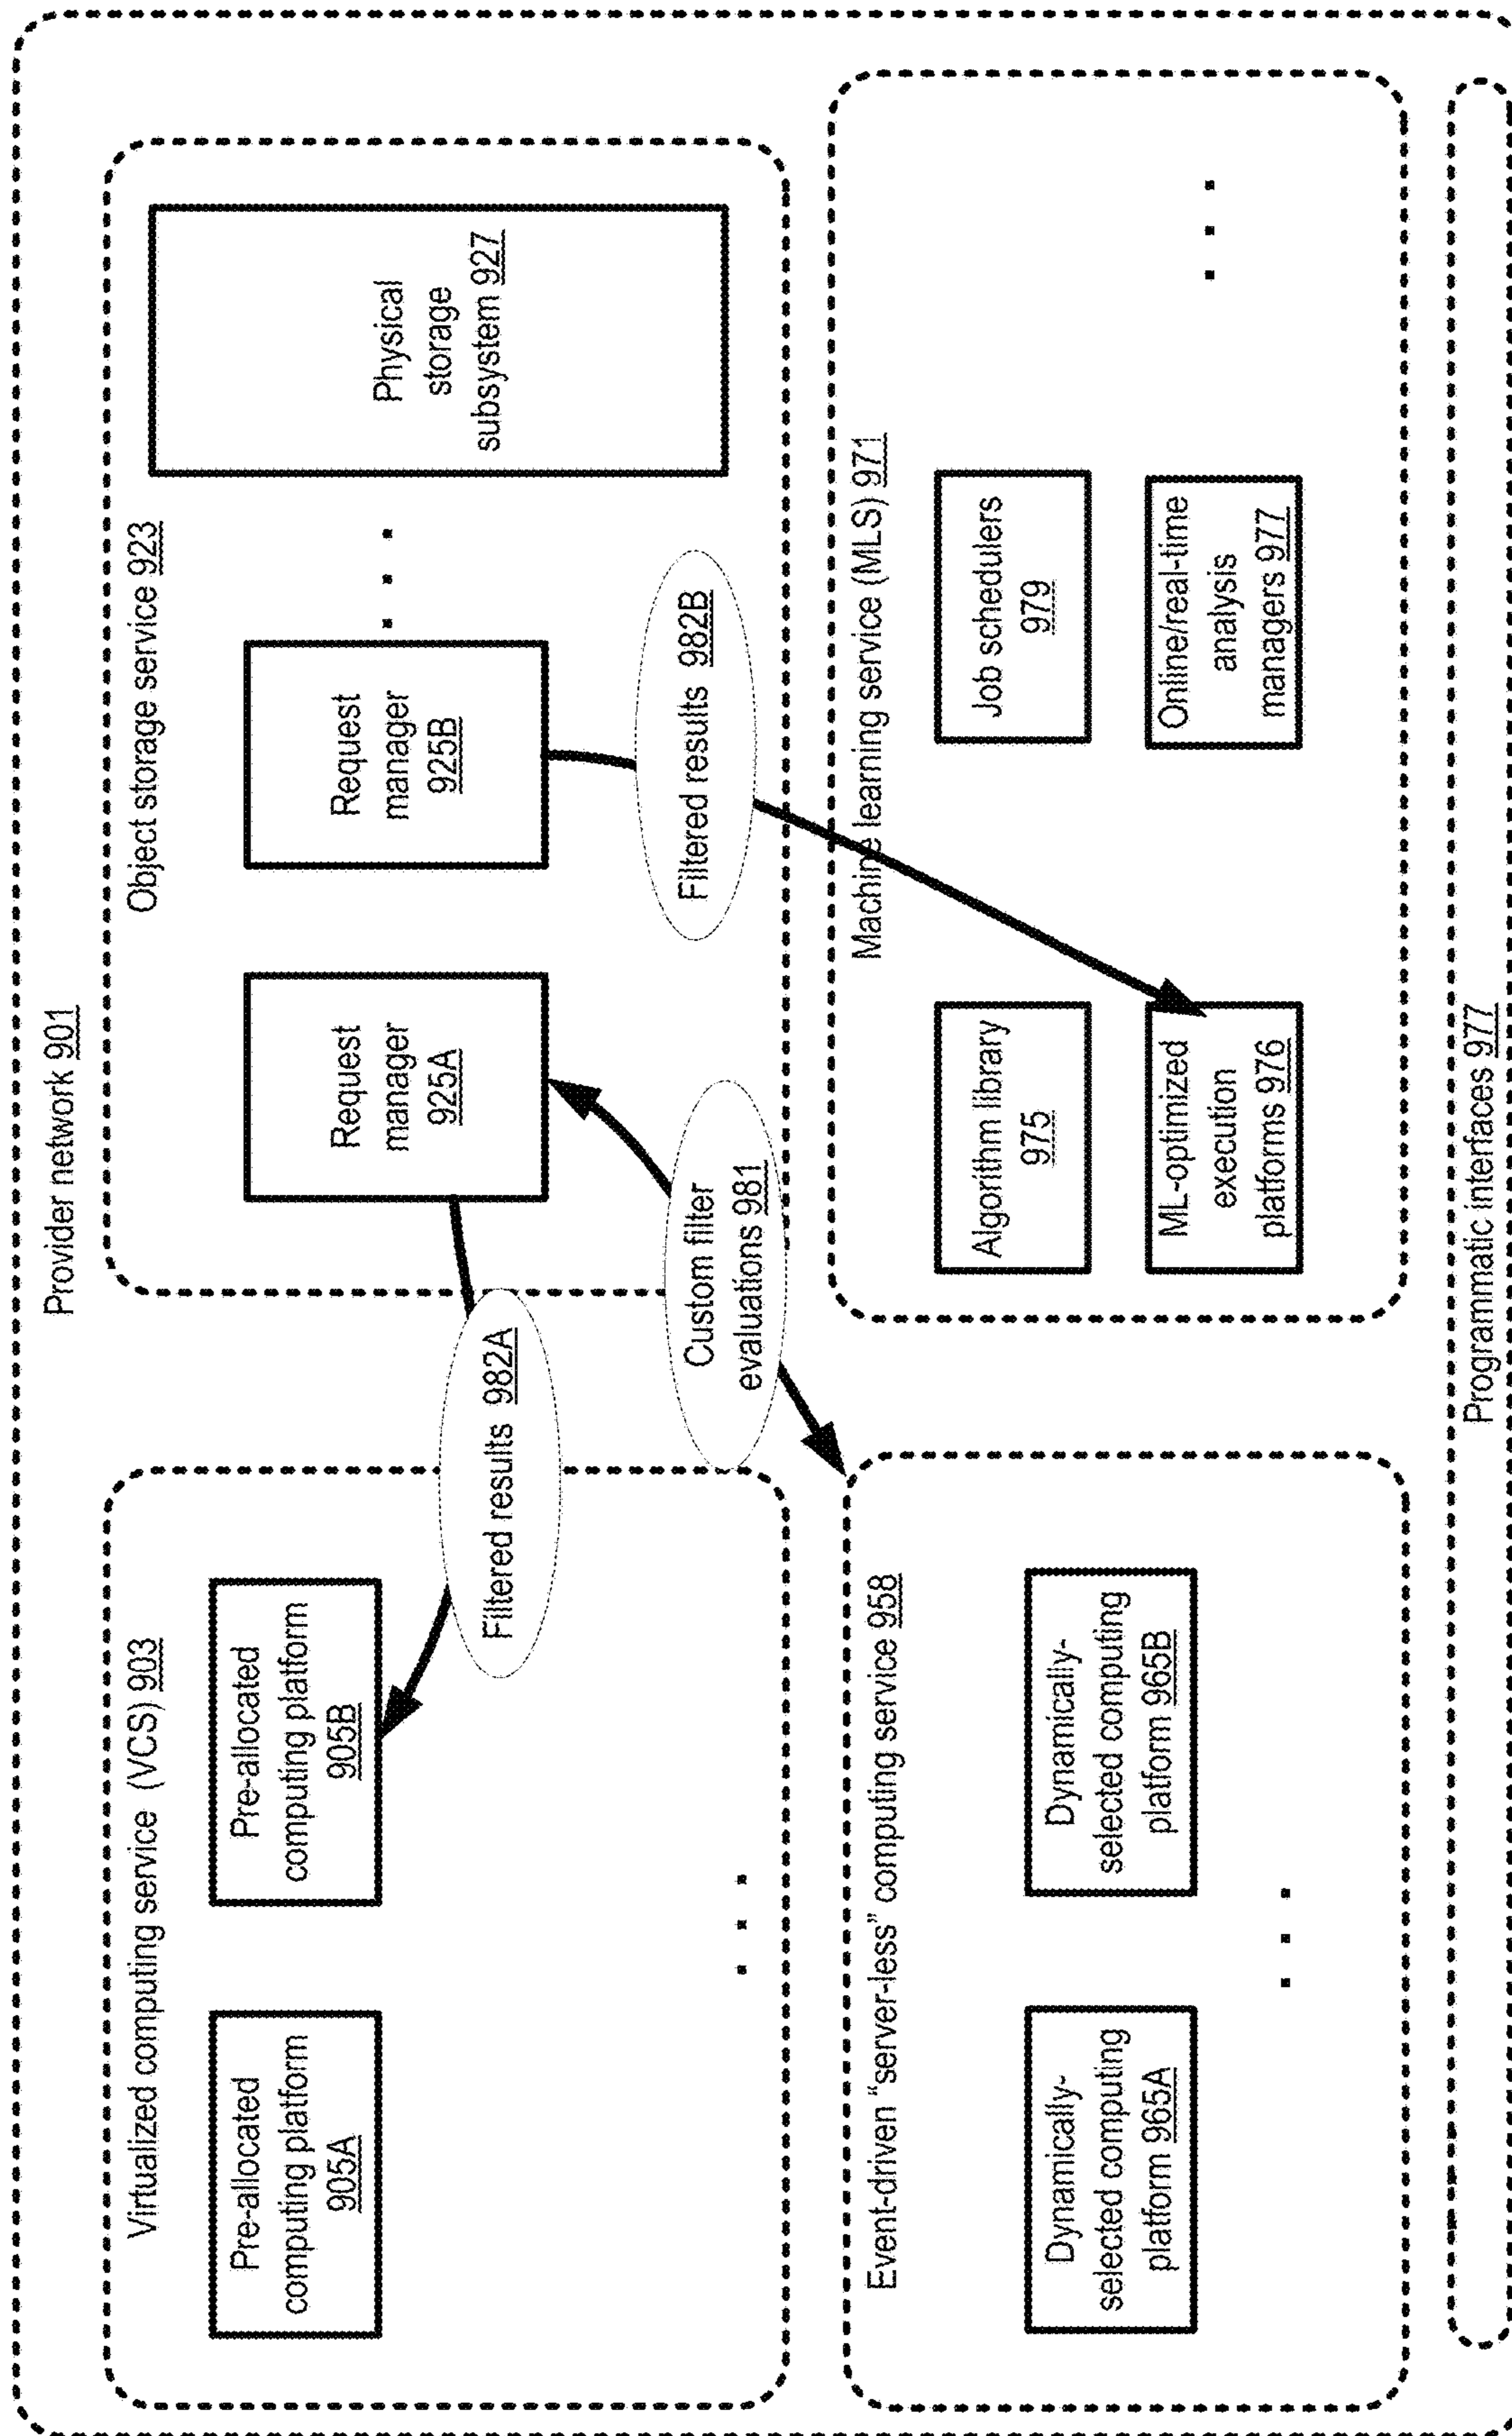 Provider network 901
Virtualized computing service (VCS) 903
Pre-allocated
computing platform
905A
Pre-allocated
computing platform
905B
Filtered results 982A
Object storage service 923
Request
manager
925A
Request
manager
925B
Physical
storage
subsystem 927
Custom filter
evaluations 981
Filtered results 982B
Event-driven “server-less” computing service 958
Dynamically-
selected computing
platform 965A
Dynamically-
selected computing
platform 965B
Machine learning service (MLS) 971
Algorithm library
975
Job schedulers
979
ML-optimized
execution
platforms 976
Online/real-time
analysis
managers 977
Programmatic interfaces 977